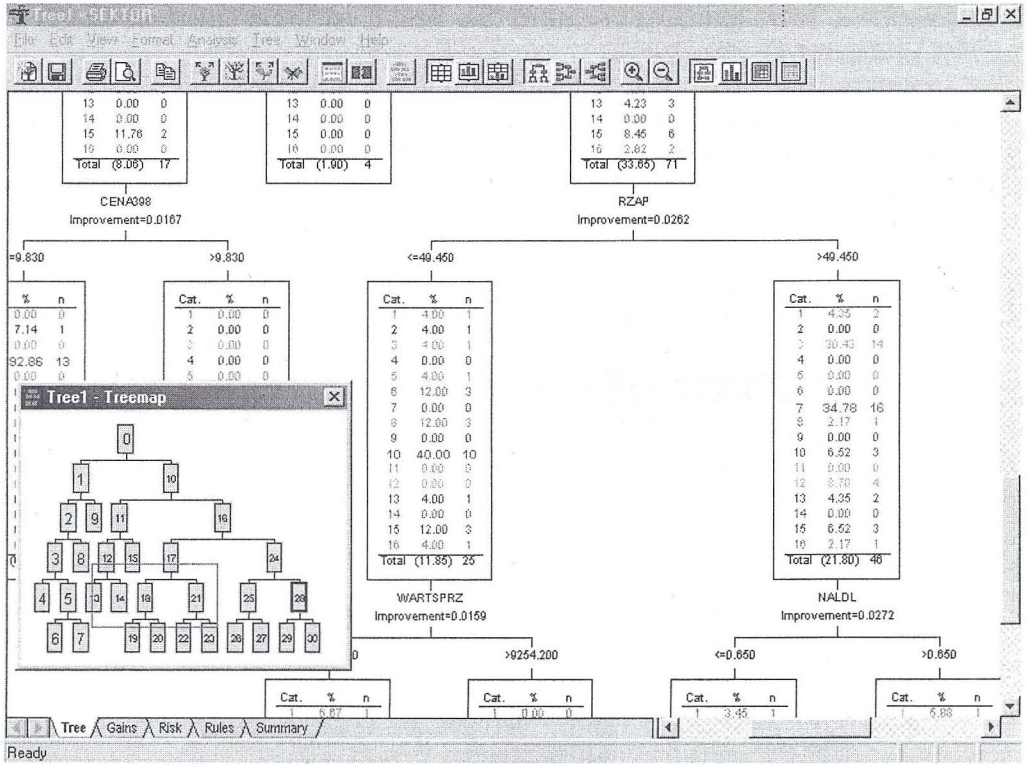 Tree1 - SEKTOR
File Edit View Format Analysis Tree Window Help
13 0.00 0
14 0.00 0
15 11.76 2
16 0.00 0
Total (8.06) 17
CENA398
Improvement=0.0167
13 0.00 0
14 0.00 0
15 0.00 0
16 0.00 0
Total (1.90) 4
13 4.23 3
14 0.00 0
15 8.45 6
16 2.82 2
Total (33.65) 71
RZAP
Improvement=0.0262
=9.830
>9.830
<=49.450
>49.450
% n
0.00 0
7.14 1
0.00 0
92.86 13
0.00 0
Cat. % n
1 0.00 0
2 0.00 0
3 0.00 0
4 0.00 0
5 0.00 0
Cat. % n
1 4.00 1
2 4.00 1
3 4.00 1
4 0.00 0
5 4.00 1
6 12.00 3
7 0.00 0
8 12.00 3
9 0.00 0
10 40.00 10
11 0.00 0
12 0.00 0
13 4.00 1
14 0.00 0
15 12.00 3
16 4.00 1
Total (11.85) 25
WARTSPRZ
Improvement=0.0159
Cat. % n
1 4.35 2
2 0.00 0
3 30.43 14
4 0.00 0
5 0.00 0
6 0.00 0
7 34.78 16
8 2.17 1
9 0.00 0
10 6.52 3
11 0.00 0
12 8.70 4
13 4.35 2
14 0.00 0
15 6.52 3
16 2.17 1
Total (21.80) 46
NALDL
Improvement=0.0272
Tree1 - Treemap
0
1 10
2 9 11 16
3 8 12 15 17 24
4 5 13 14 18 21 25 28
6 7 19 20 22 23 26 27 29 30
0
>9254.200
<=0.650
>0.650
Cat. % n
1 6.67 1
Cat. % n
1 0.00 0
Cat. % n
1 3.45 1
Cat. % n
1 5.88 1
Tree Gains Risk Rules Summary
Ready